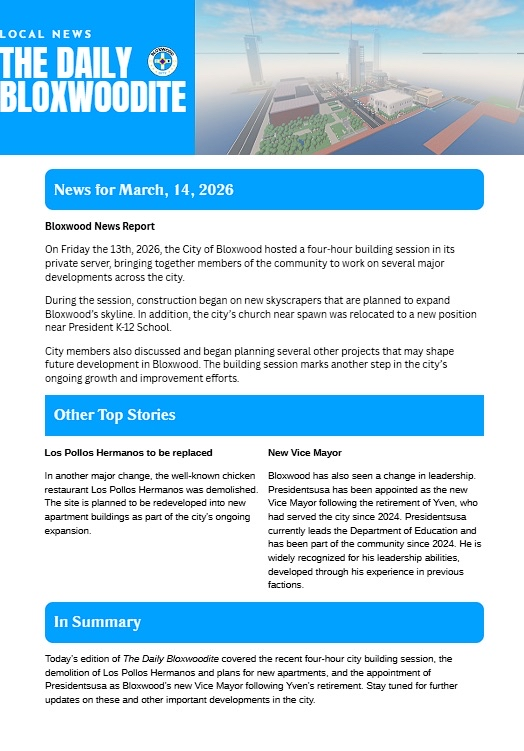 LOCAL NEWS
THE DAILY
BLOXWOODITE
News for March, 14, 2026
Bloxwood News Report
On Friday the 13th, 2026, the City of Bloxwood hosted a four-hour building session in its
private server, bringing together members of the community to work on several major
developments across the city.
During the session, construction began on new skyscrapers that are planned to expand
Bloxwood's skyline. In addition, the city's church near spawn was relocated to a new position
near President K-12 School.
City members also discussed and began planning several other projects that may shape
future development in Bloxwood. The building session marks another step in the city's
ongoing growth and improvement efforts.
Other Top Stories
Los Pollos Hermanos to be replaced
In another major change, the well-known chicken
restaurant Los Pollos Hermanos was demolished.
The site is planned to be redeveloped into new
apartment buildings as part of the city's ongoing
expansion.
New Vice Mayor
Bloxwood has also seen a change in leadership.
Presidentsusa has been appointed as the new
Vice Mayor following the retirement of Yven, who
had served the city since 2024. Presidentsusa
currently leads the Department of Education and
has been part of the community since 2024. He is
widely recognized for his leadership abilities,
developed through his experience in previous
factions.
In Summary
Today's edition of The Daily Bloxwoodite covered the recent four-hour city building session, the
demolition of Los Pollos Hermanos and plans for new apartments, and the appointment of
Presidentsusa as Bloxwood's new Vice Mayor following Yven's retirement. Stay tuned for further
updates on these and other important developments in the city.